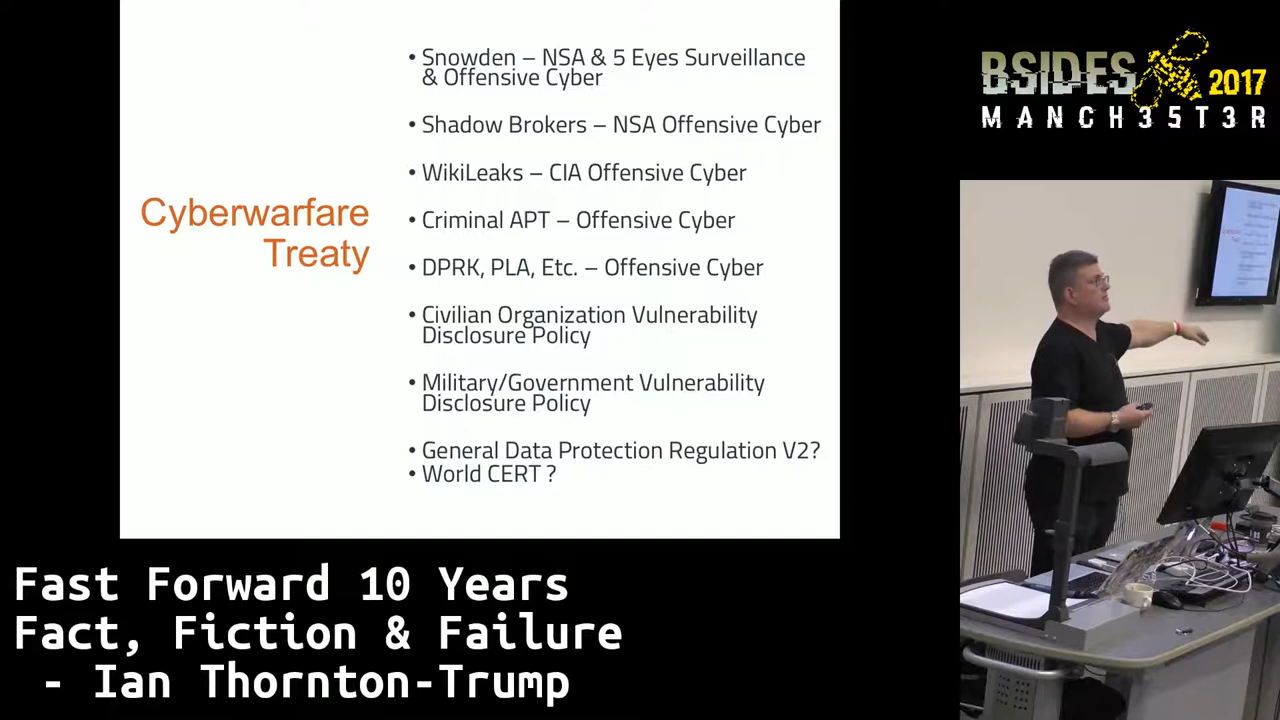 Cyberwarfare
Treaty
• Snowden – NSA & 5 Eyes Surveillance
& Offensive Cyber
• Shadow Brokers – NSA Offensive Cyber
• WikiLeaks – CIA Offensive Cyber
• Criminal APT – Offensive Cyber
• DPRK, PLA, Etc. – Offensive Cyber
• Civilian Organization Vulnerability
Disclosure Policy
• Military/Government Vulnerability
Disclosure Policy
• General Data Protection Regulation V2?
• World CERT ?
BSIDES 2017
MANCH35T3R
Fast Forward 10 Years
Fact, Fiction & Failure
- Ian Thornton-Trump